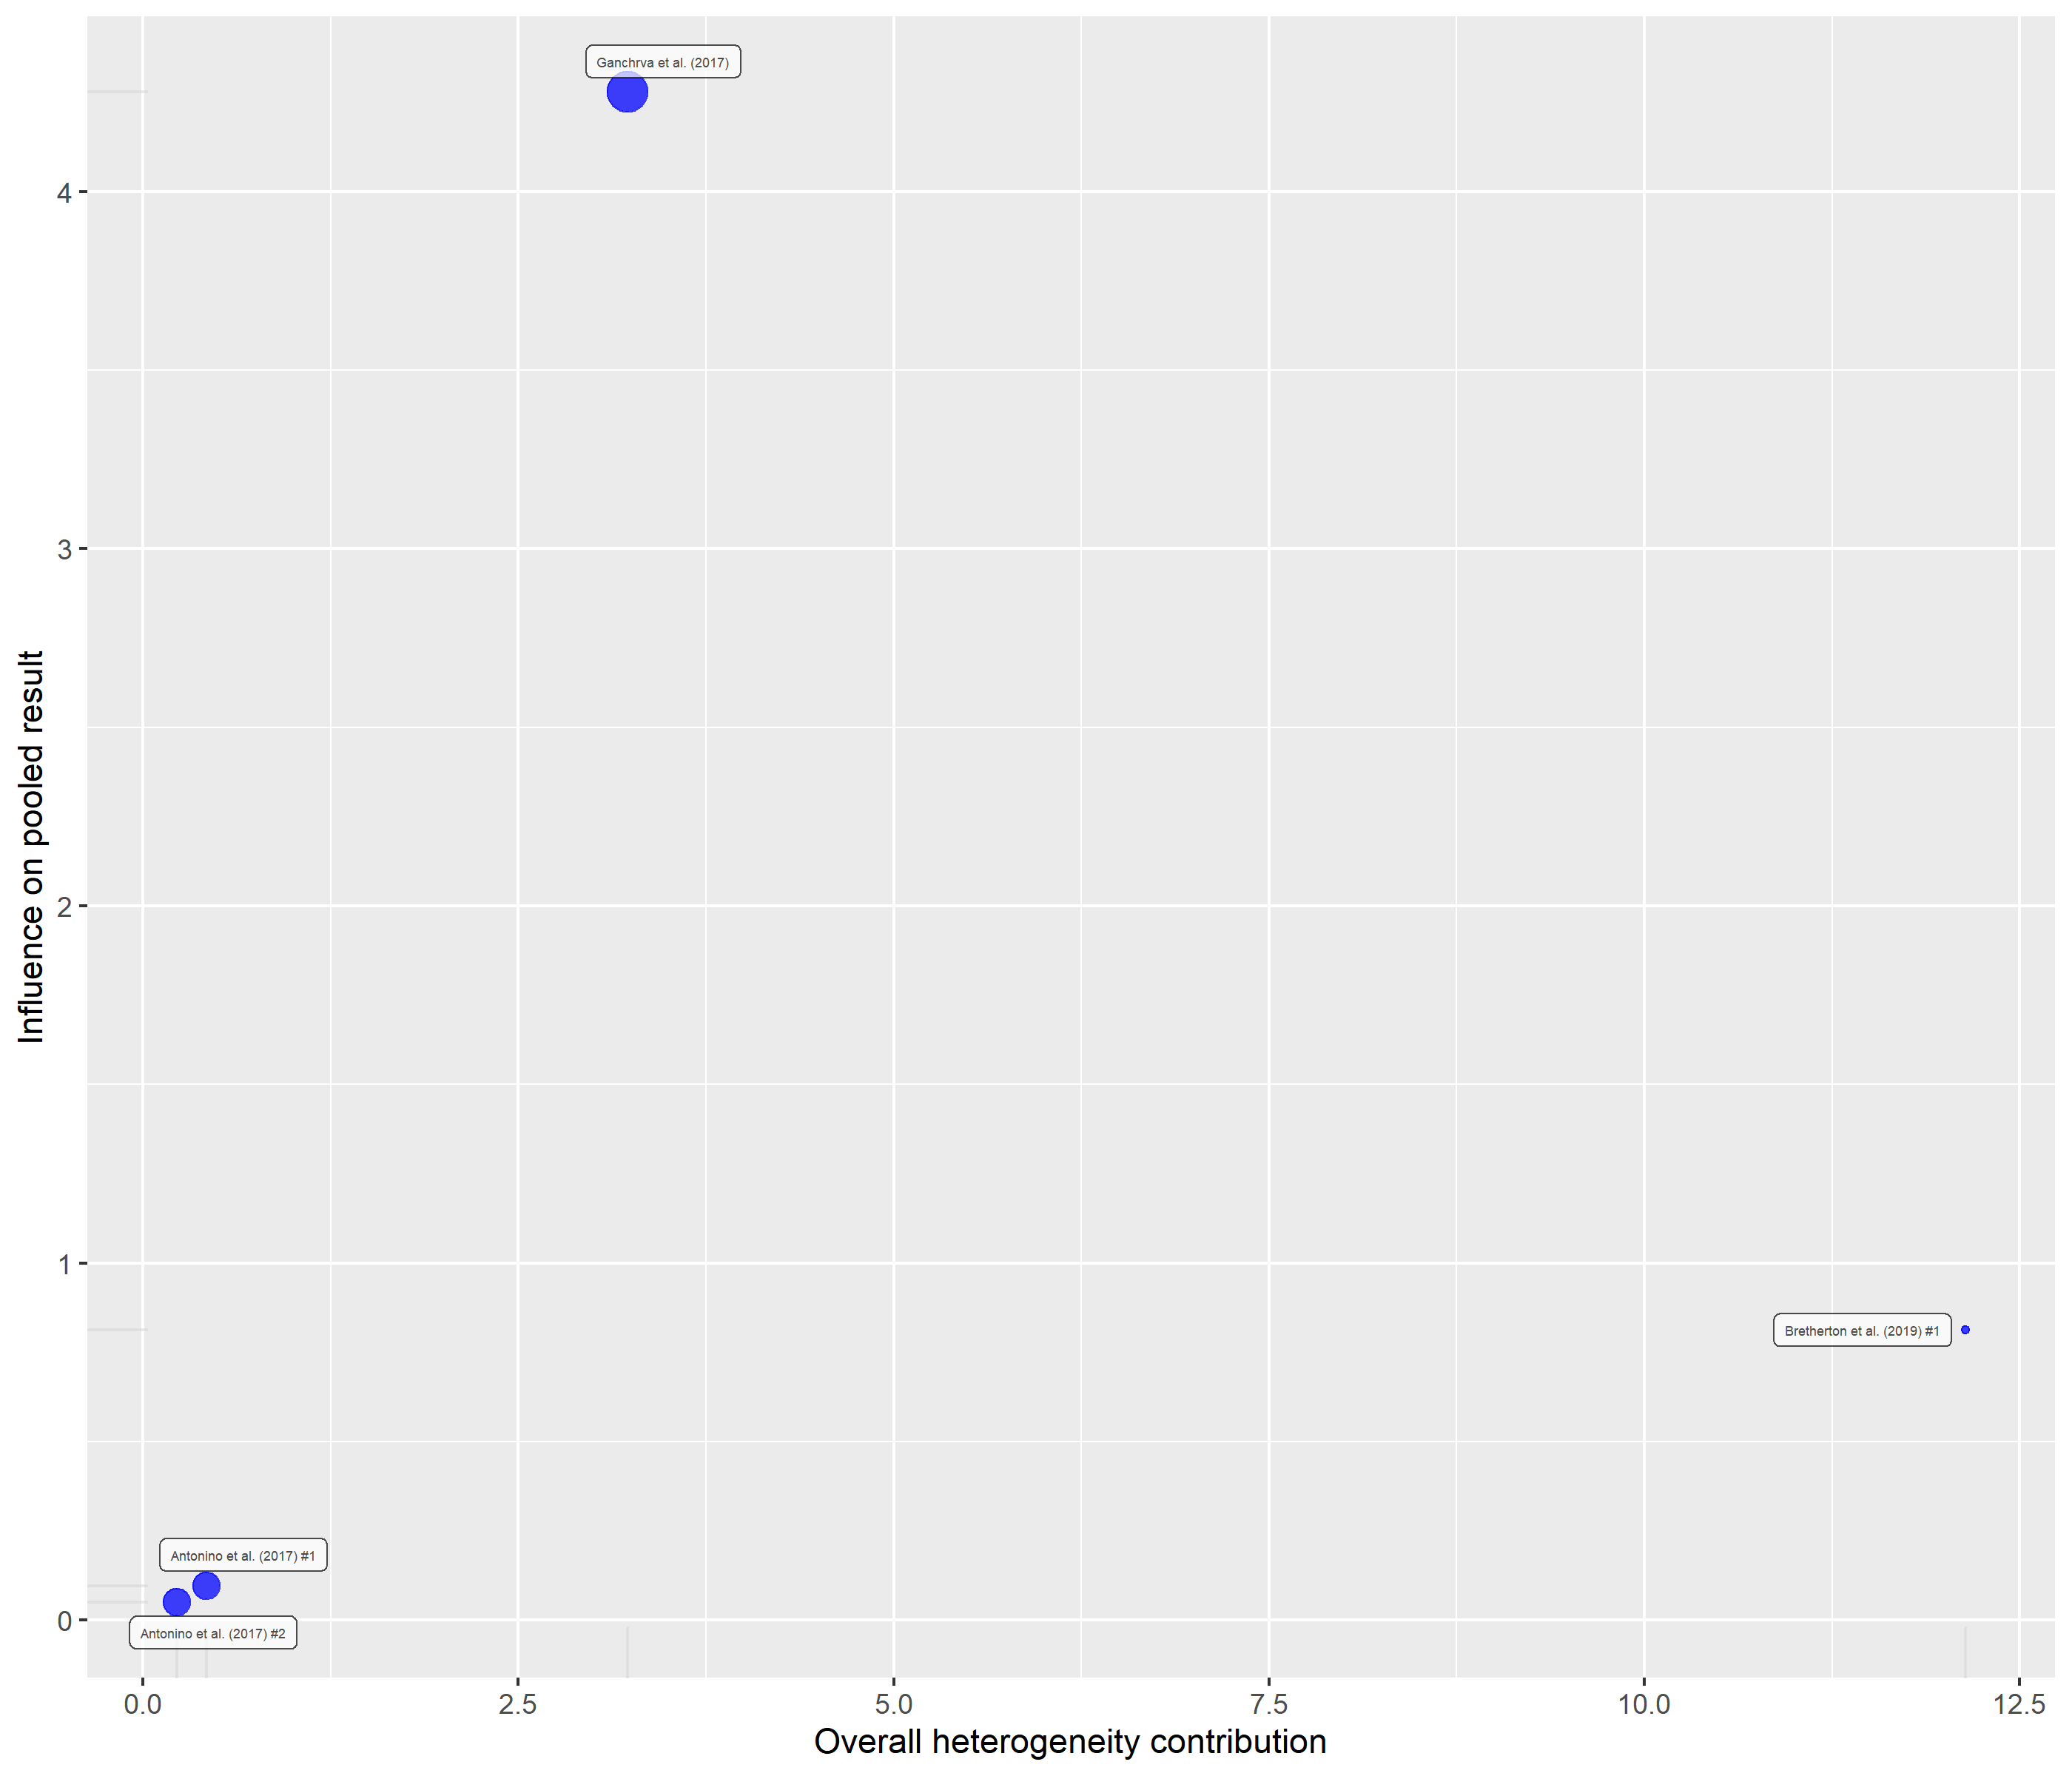 Ganchrva et al. (2017)
4
3
Influence on pooled result
2
1
Bretherton et al. (2019) #1
Antonino et al. (2017) #1
0
Antonino et al. (2017) #2
0.0 2.5 5.0 7.5 10.0 12.5
Overall heterogeneity contribution